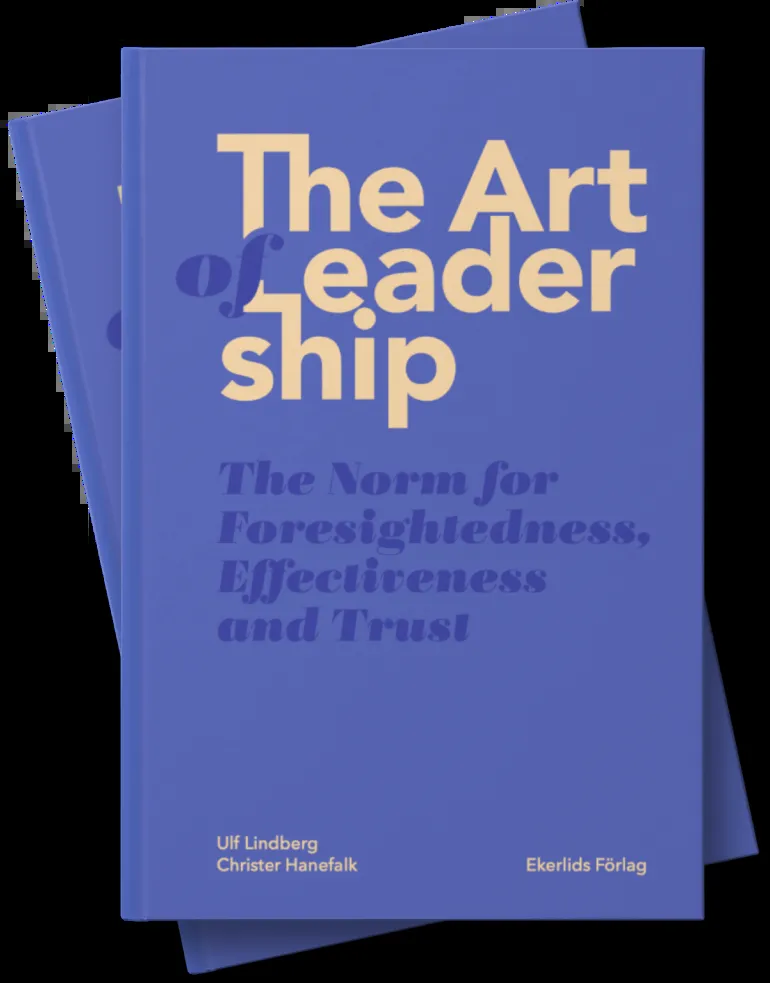 The Art
of Leader
ship
The Norm for
Foresightedness,
Effectiveness
and Trust
Ulf Lindberg
Christer Hanefalk
Ekerlids Förlag